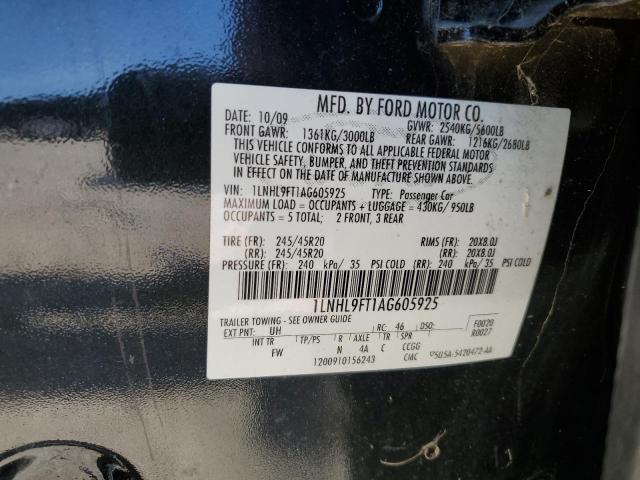 MFD. BY FORD MOTOR CO.
DATE: 10/09 GVWR: 2540KG/5600LB
FRONT GAWR: 1361KG/3000LB REAR GAWR: 1216KG/2680LB
THIS VEHICLE CONFORMS TO ALL APPLICABLE FEDERAL MOTOR
VEHICLE SAFETY, BUMPER, AND THEFT PREVENTION STANDARDS
IN EFFECT ON THE DATE OF MANUFACTURE SHOWN ABOVE.
VIN: 1LNHL9FT1AG605925 TYPE: Passenger Car
MAXIMUM LOAD = OCCUPANTS + LUGGAGE = 430KG/950LB
OCCUPANTS = 5 TOTAL; 2 FRONT, 3 REAR
TIRE (FR): 245/45R20 RIMS (FR): 20X8.0J
(RR): 245/45R20 (RR): 20X8.0J
PRESSURE (FR): 240 kPa/ 35 PSI COLD (RR): 240 kPa/ 35 PSI COLD
1LNHL9FT1AG605925
TRAILER TOWING - SEE OWNER GUIDE
EXT PNT: UH RC: 46 DSO: F0020
R0027
INT TR TP/PS R AXLE TR SPR
FW N 4A C CCGG
1200910156243 CMC 5U5A-5420472-AA